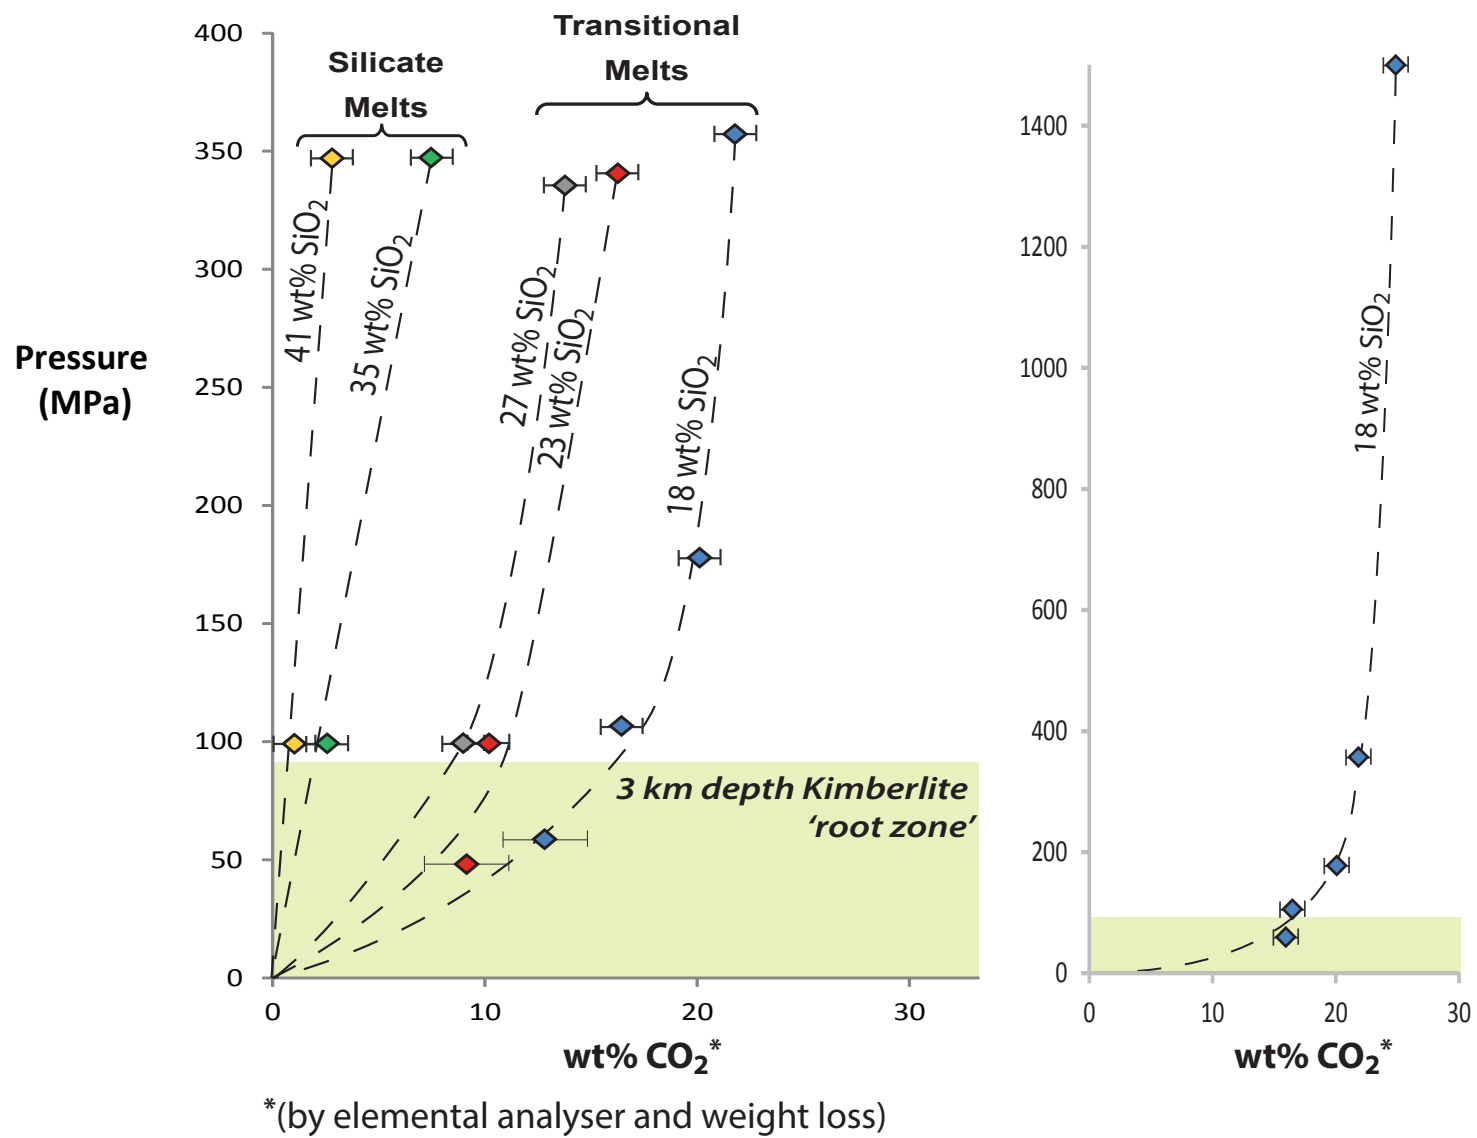 Transitional
Melts
Silicate
Melts
Pressure
(MPa)
400
350
300
250
200
150
100
50
0
41 wt% SiO₂
35 wt% SiO₂
27 wt% SiO₂
23 wt% SiO₂
18 wt% SiO₂
3 km depth Kimberlite
‘root zone’
0
10
20
30
wt% CO₂*
1400
1200
1000
800
600
400
200
0
18 wt% SiO₂
0
10
20
30
wt% CO₂*
*(by elemental analyser and weight loss)